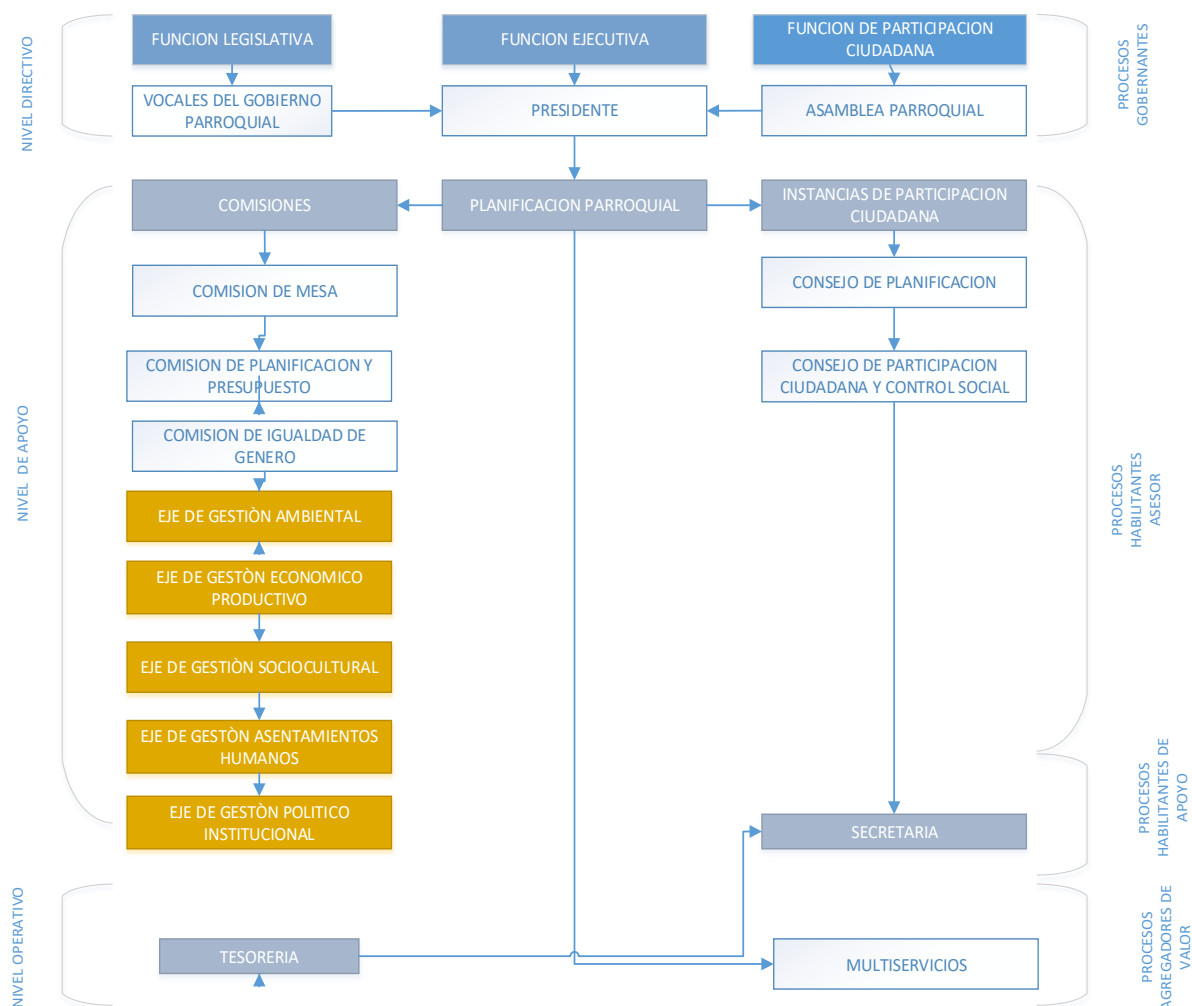 FUNCION LEGISLATIVA
FUNCION EJECUTIVA
FUNCION DE PARTICIPACION
CIUDADANA
NIVEL DIRECTIVO
PROCESOS
GOBERNANTES
VOCALES DEL GOBIERNO
PARROQUIAL
PRESIDENTE
ASAMBLEA PARROQUIAL
COMISIONES
PLANIFICACION PARROQUIAL
INSTANCIAS DE PARTICIPACION
CIUDADANA
COMISION DE MESA
CONSEJO DE PLANIFICACION
COMISION DE PLANIFICACION Y
PRESUPUESTO
CONSEJO DE PARTICIPACION
CIUDADANA Y CONTROL SOCIAL
COMISION DE IGUALDAD DE
GENERO
NIVEL DE APOYO
PROCESOS
HABILITANTES
ASESOR
EJE DE GESTIÒN AMBIENTAL
EJE DE GESTÒN ECONOMICO
PRODUCTIVO
EJE DE GESTIÒN SOCIOCULTURAL
EJE DE GESTÒN ASENTAMIENTOS
HUMANOS
EJE DE GESTÒN POLITICO
INSTITUCIONAL
SECRETARIA
PROCESOS
HABILITANTES DE
APOYO
NIVEL OPERATIVO
TESORERIA
MULTISERVICIOS
PROCESOS
AGREGADORES DE
VALOR